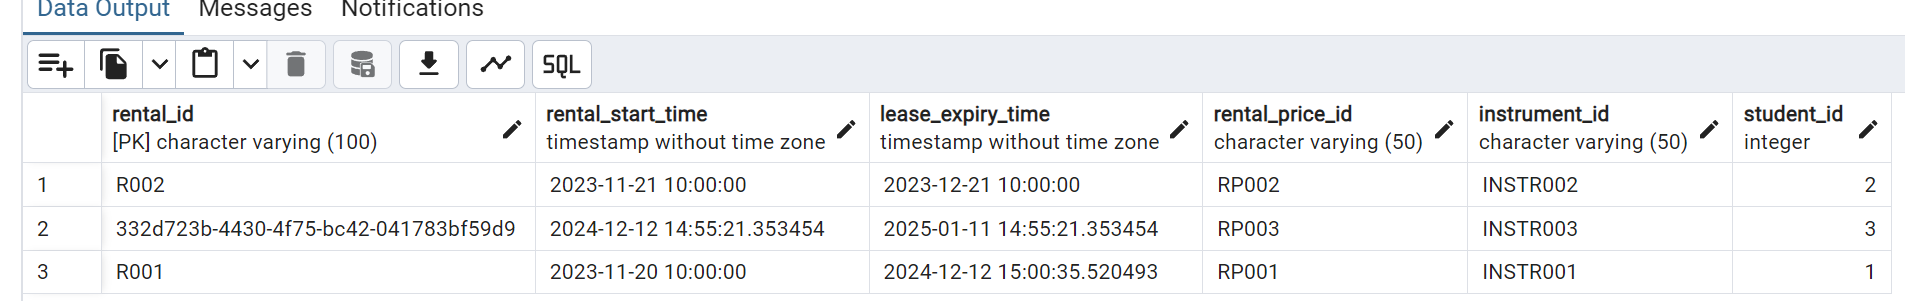 Data Output Messages Notifications
SQL
rental_id rental_start_time lease_expiry_time rental_price_id instrument_id student_id
[PK] character varying (100) timestamp without time zone timestamp without time zone character varying (50) character varying (50) integer
1 R002 2023-11-21 10:00:00 2023-12-21 10:00:00 RP002 INSTR002 2
2 332d723b-4430-4f75-bc42-041783bf59d9 2024-12-12 14:55:21.353454 2025-01-11 14:55:21.353454 RP003 INSTR003 3
3 R001 2023-11-20 10:00:00 2024-12-12 15:00:35.520493 RP001 INSTR001 1